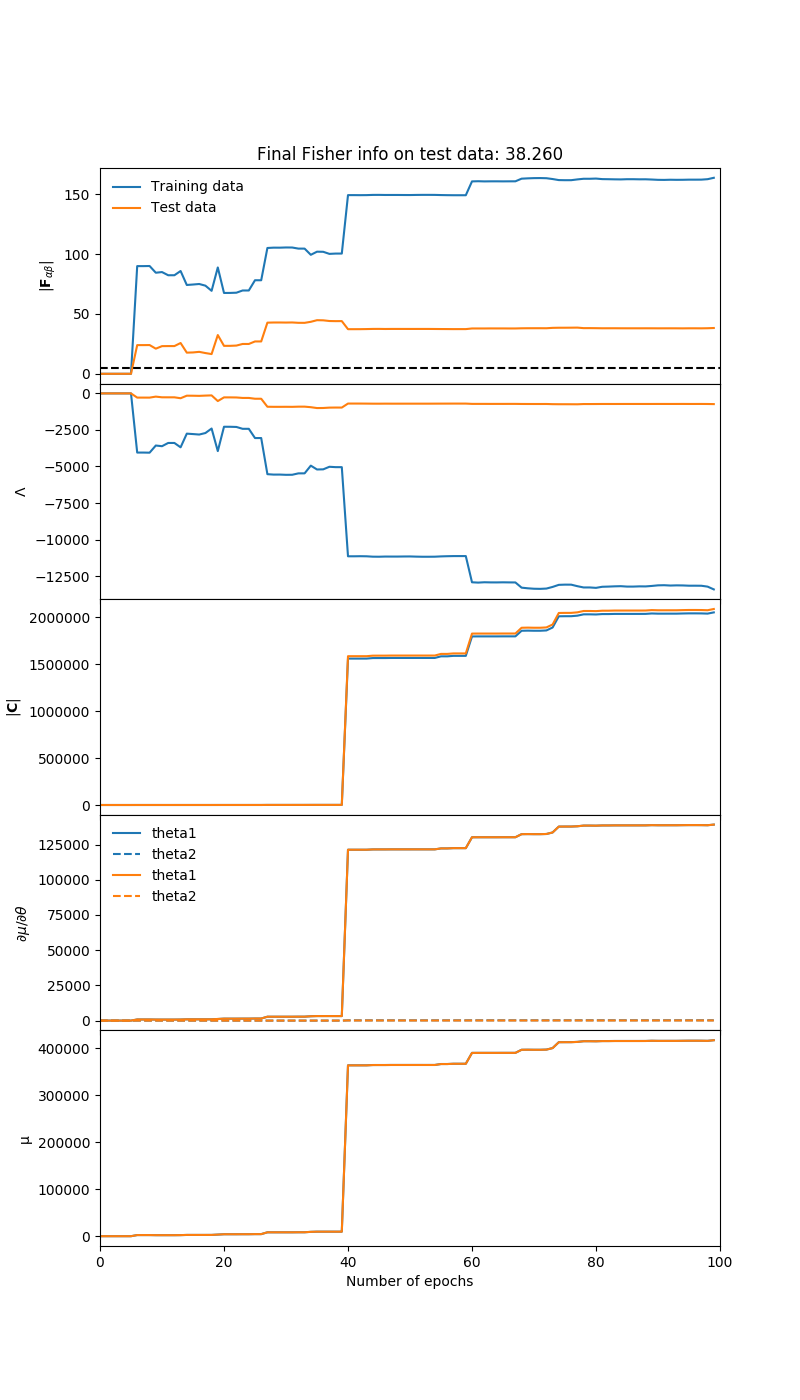 Final Fisher info on test data: 38.260
Training data
Test data
|F_αβ|
150
100
50
0
Λ
0
−2500
−5000
−7500
−10000
−12500
|C|
2000000
1500000
1000000
500000
0
theta1
theta2
theta1
theta2
∂μ/∂θ
125000
100000
75000
50000
25000
0
μ
400000
300000
200000
100000
0
0 20 40 60 80 100
Number of epochs